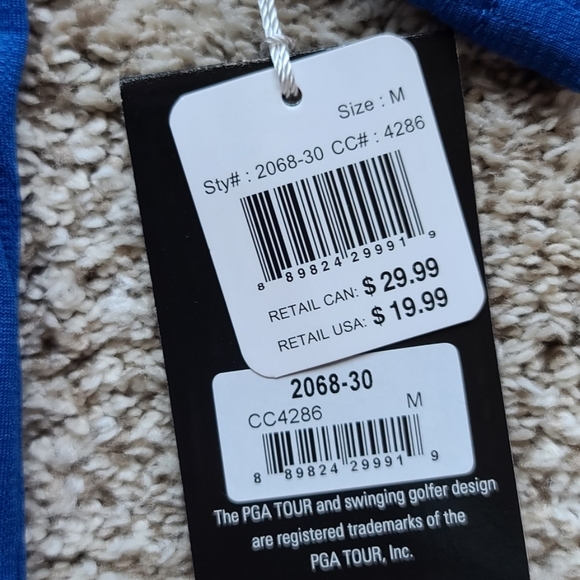 Size : M
Sty# : 2068-30 CC# : 4286
8 89824 29991 9
RETAIL CAN: $ 29.99
RETAIL USA: $ 19.99
2068-30
CC4286 M
8 89824 29991 9
The PGA TOUR and swinging golfer design
are registered trademarks of the
PGA TOUR, Inc.